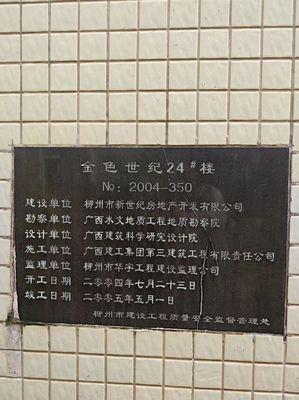 金色世纪24#楼
No：2004-350
建设单位 柳州市新世纪房地产开发有限公司
勘察单位 广西水文地质工程地质勘察院
设计单位 广西建筑科学研究设计院
施工单位 广西建工集团第三建筑工程有限责任公司
监理单位 柳州市华宇工程建设监理公司
开工日期 二00四年七月二十三日
竣工日期 二00五年五月一日
柳州市建设工程质量安全监督管理处